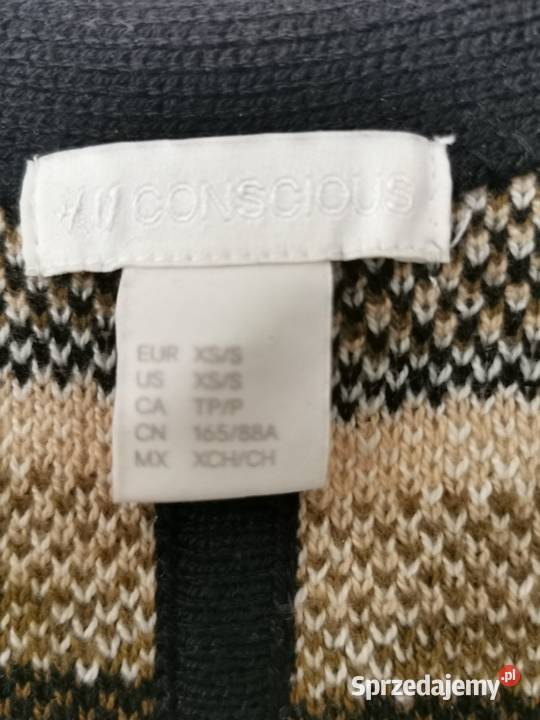 H&M CONSCIOUS
EUR XS/S
US XS/S
CA TP/P
CN 165/88A
MX XCH/CH
Sprzedajemy.pl